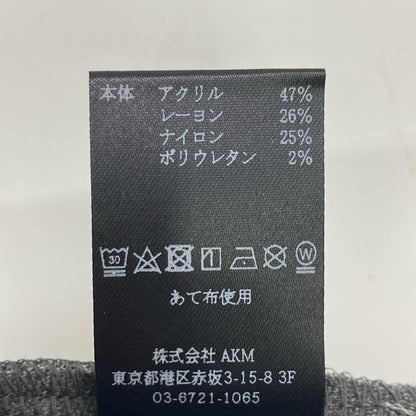 本体 アクリル 47%
レーヨン 26%
ナイロン 25%
ポリウレタン 2%
30 W
あて布使用
株式会社 AKM
東京都港区赤坂3-15-8 3F
03-6721-1065